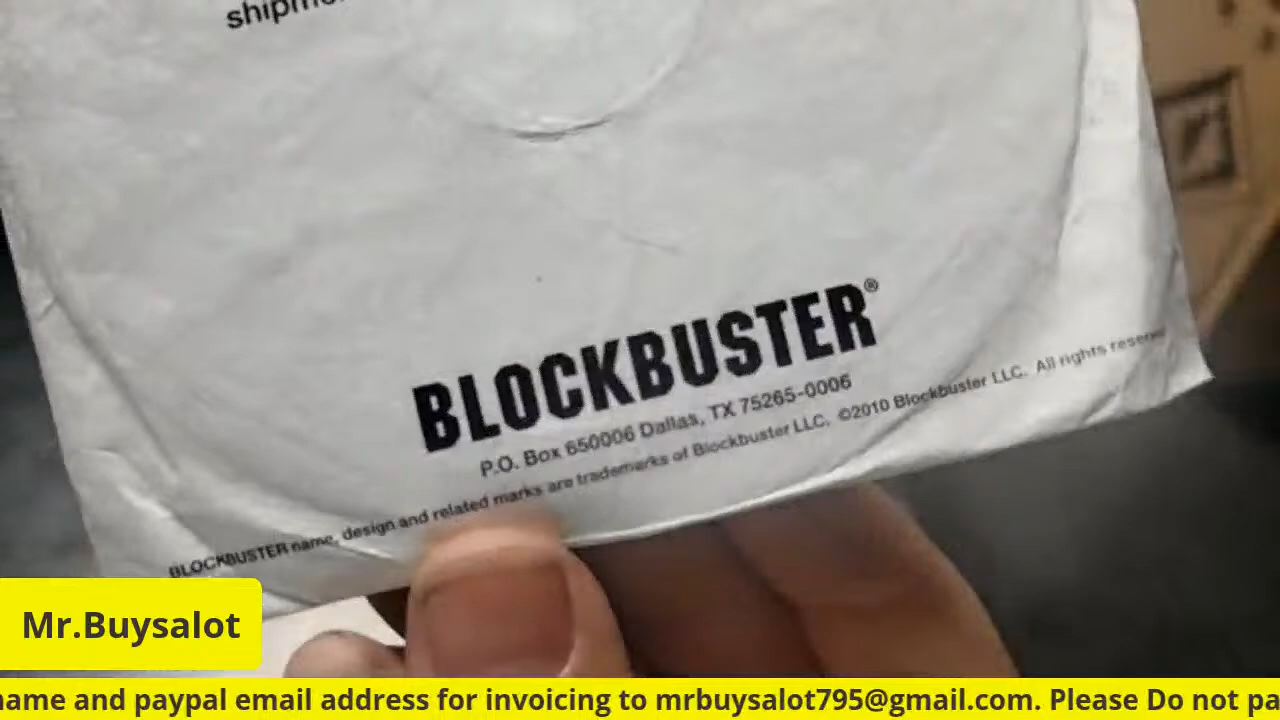 BLOCKBUSTER®
P.O. Box 650006 Dallas, TX 75265-0006
BLOCKBUSTER name, design and related marks are trademarks of Blockbuster LLC. ©2010 Blockbuster LLC. All rights
Mr.Buysalot
name and paypal email address for invoicing to mrbuysalot795@gmail.com. Please Do not pa